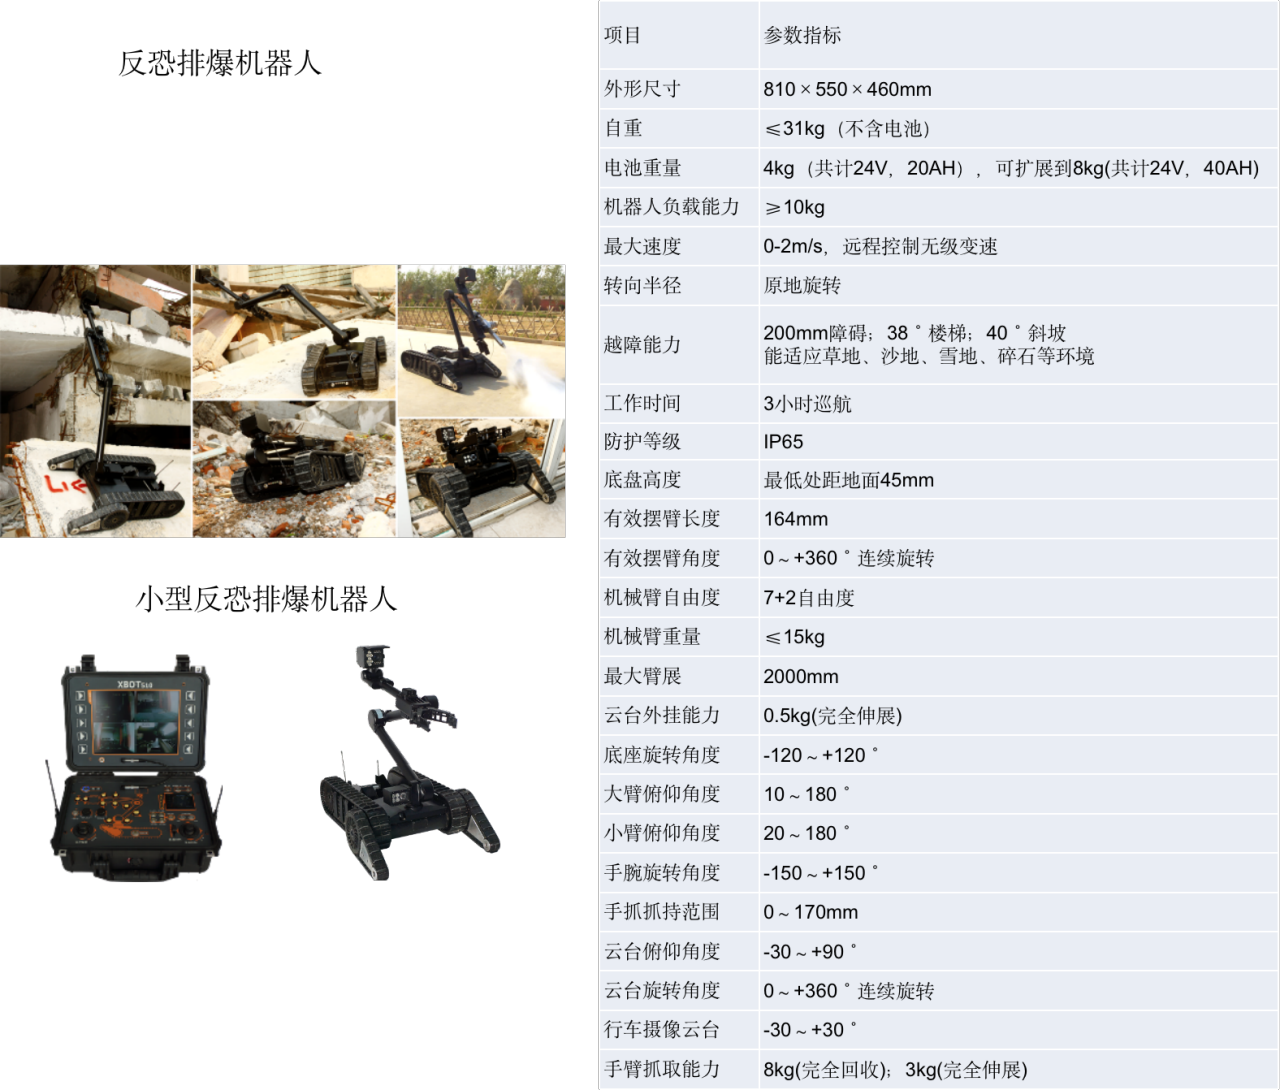 反恐排爆机器人
LIE
小型反恐排爆机器人
XBOT510
项目 参数指标
外形尺寸 810×550×460mm
自重 ≤31kg（不含电池）
电池重量 4kg（共计24V，20AH），可扩展到8kg(共计24V，40AH)
机器人负载能力 ≥10kg
最大速度 0-2m/s，远程控制无级变速
转向半径 原地旋转
越障能力 200mm障碍；38°楼梯；40°斜坡
能适应草地、沙地、雪地、碎石等环境
工作时间 3小时巡航
防护等级 IP65
底盘高度 最低处距地面45mm
有效摆臂长度 164mm
有效摆臂角度 0～+360°连续旋转
机械臂自由度 7+2自由度
机械臂重量 ≤15kg
最大臂展 2000mm
云台外挂能力 0.5kg(完全伸展)
底座旋转角度 -120～+120°
大臂俯仰角度 10～180°
小臂俯仰角度 20～180°
手腕旋转角度 -150～+150°
手抓抓持范围 0～170mm
云台俯仰角度 -30～+90°
云台旋转角度 0～+360°连续旋转
行车摄像云台 -30～+30°
手臂抓取能力 8kg(完全回收)；3kg(完全伸展)